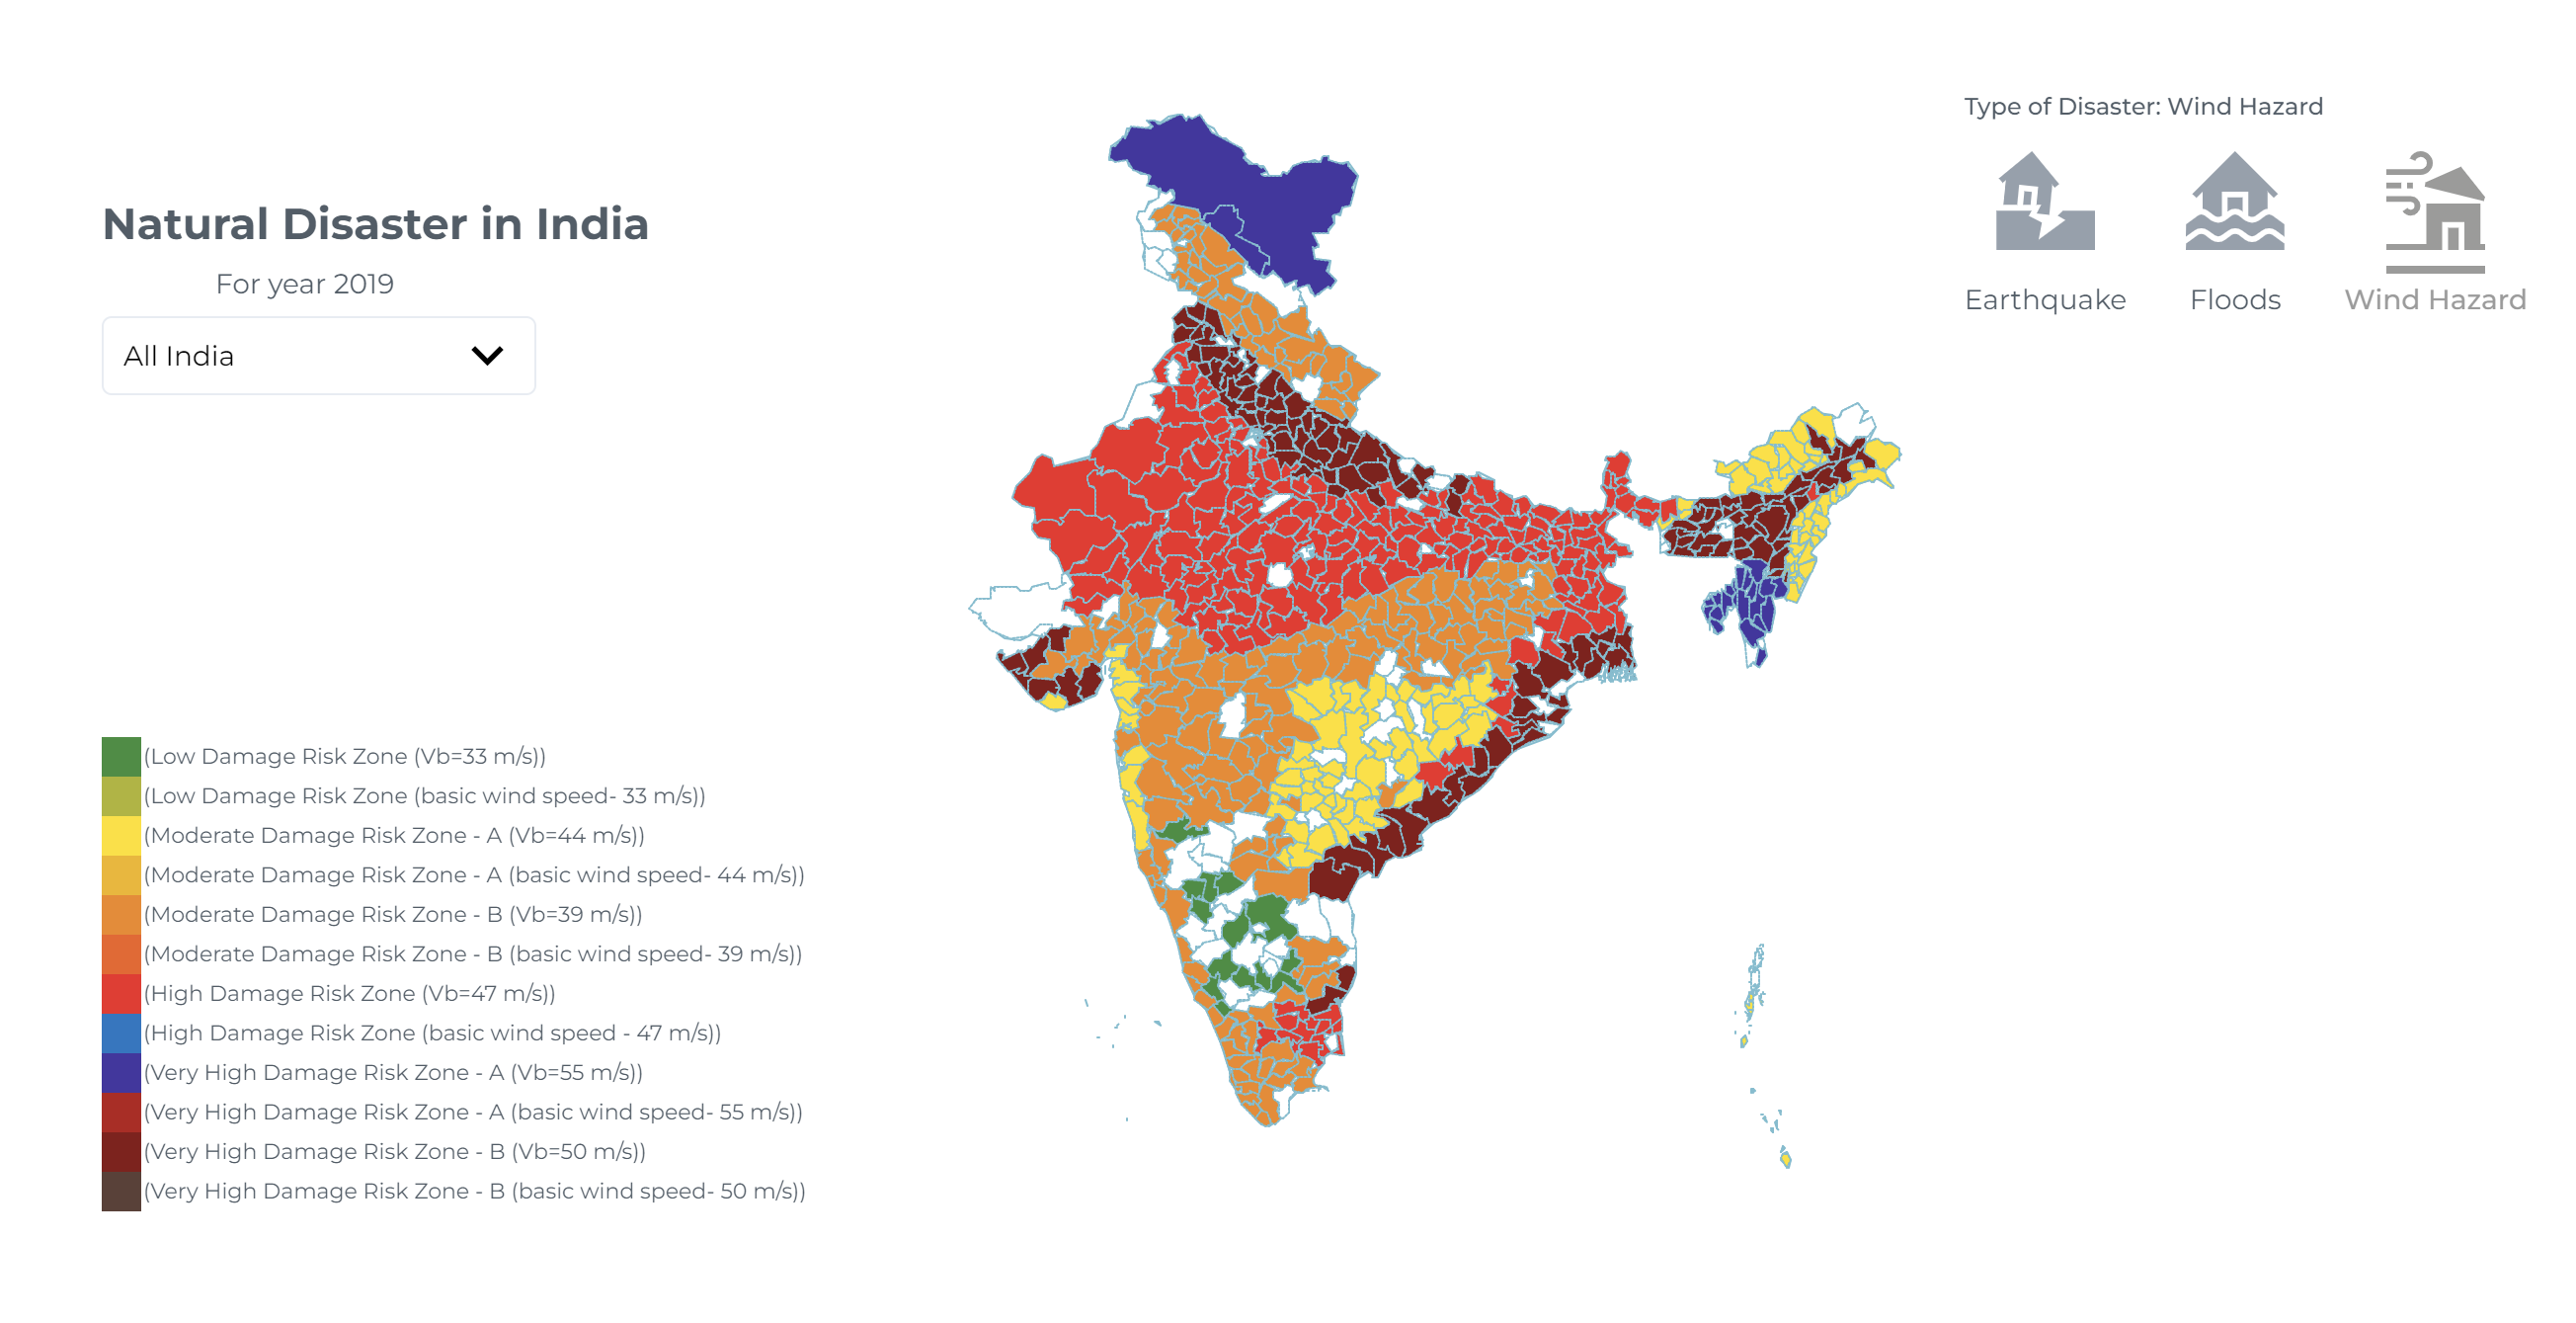 Type of Disaster: Wind Hazard
Natural Disaster in India
For year 2019
All India
Earthquake
Floods
Wind Hazard
(Low Damage Risk Zone (Vb=33 m/s))
(Low Damage Risk Zone (basic wind speed- 33 m/s))
(Moderate Damage Risk Zone - A (Vb=44 m/s))
(Moderate Damage Risk Zone - A (basic wind speed- 44 m/s))
(Moderate Damage Risk Zone - B (Vb=39 m/s))
(Moderate Damage Risk Zone - B (basic wind speed- 39 m/s))
(High Damage Risk Zone (Vb=47 m/s))
(High Damage Risk Zone (basic wind speed - 47 m/s))
(Very High Damage Risk Zone - A (Vb=55 m/s))
(Very High Damage Risk Zone - A (basic wind speed- 55 m/s))
(Very High Damage Risk Zone - B (Vb=50 m/s))
(Very High Damage Risk Zone - B (basic wind speed- 50 m/s))